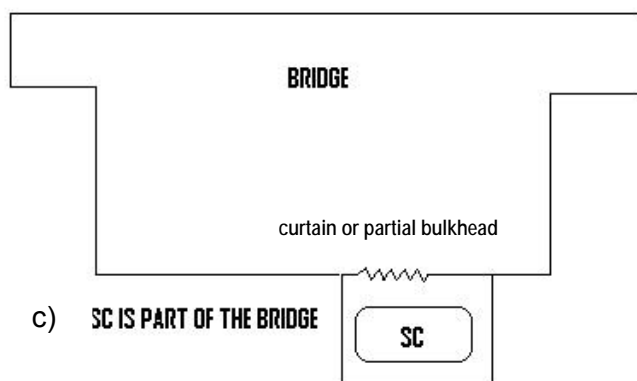 BRIDGE
curtain or partial bulkhead
c) SC IS PART OF THE BRIDGE
SC